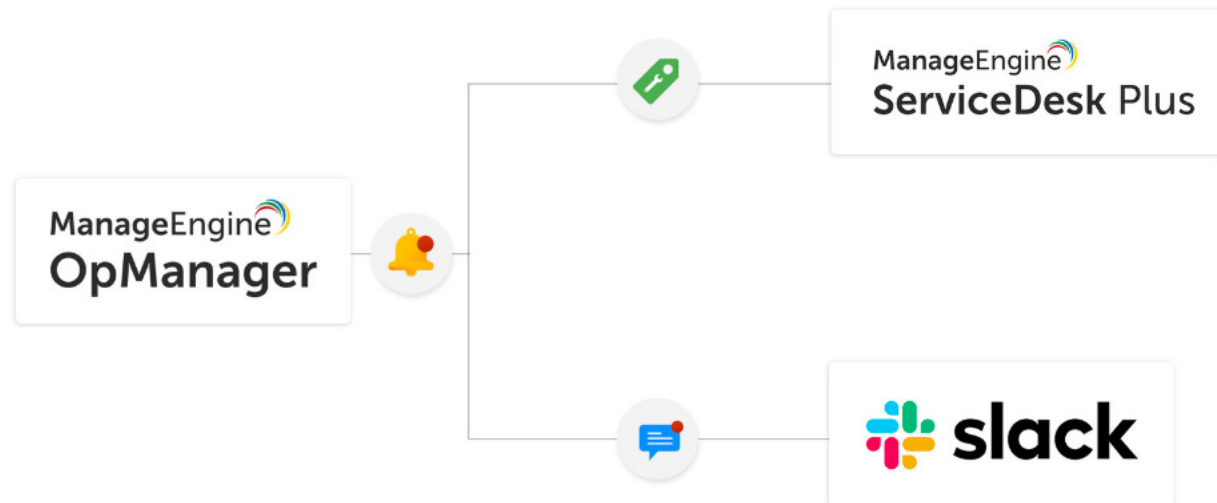 ManageEngine
OpManager
ManageEngine
ServiceDesk Plus
slack